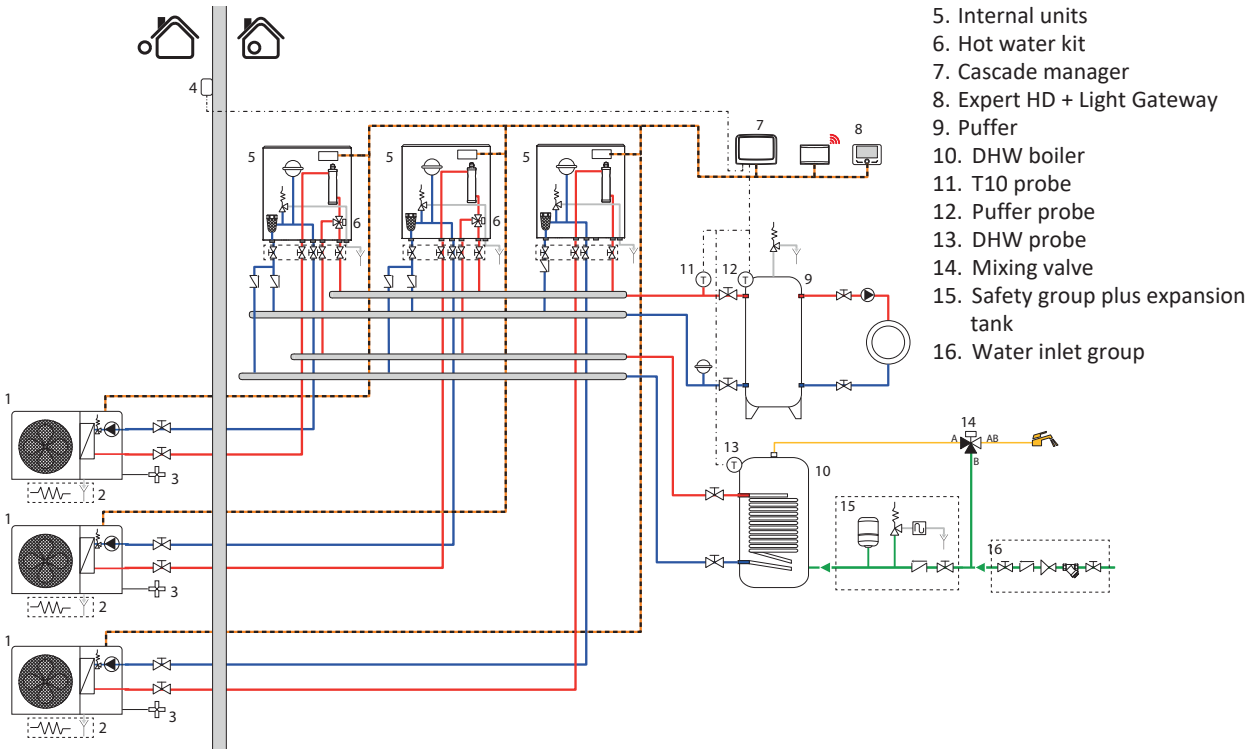 5. Internal units
6. Hot water kit
7. Cascade manager
8. Expert HD + Light Gateway
9. Puffer
10. DHW boiler
11. T10 probe
12. Puffer probe
13. DHW probe
14. Mixing valve
15. Safety group plus expansion
tank
16. Water inlet group
4
5
5
5
7
8
6
6
11
T
12
T
9
1
3
2
13
T
10
14
A
AB
B
1
3
2
15
16
1
3
2